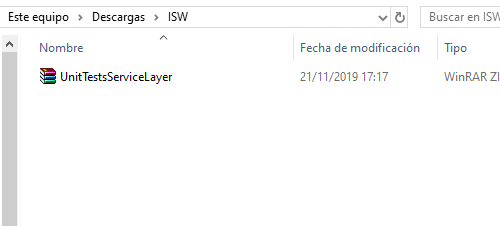 Este equipo > Descargas > ISW Buscar en ISW
Nombre Fecha de modificación Tipo
UnitTestsServiceLayer 21/11/2019 17:17 WinRAR ZI